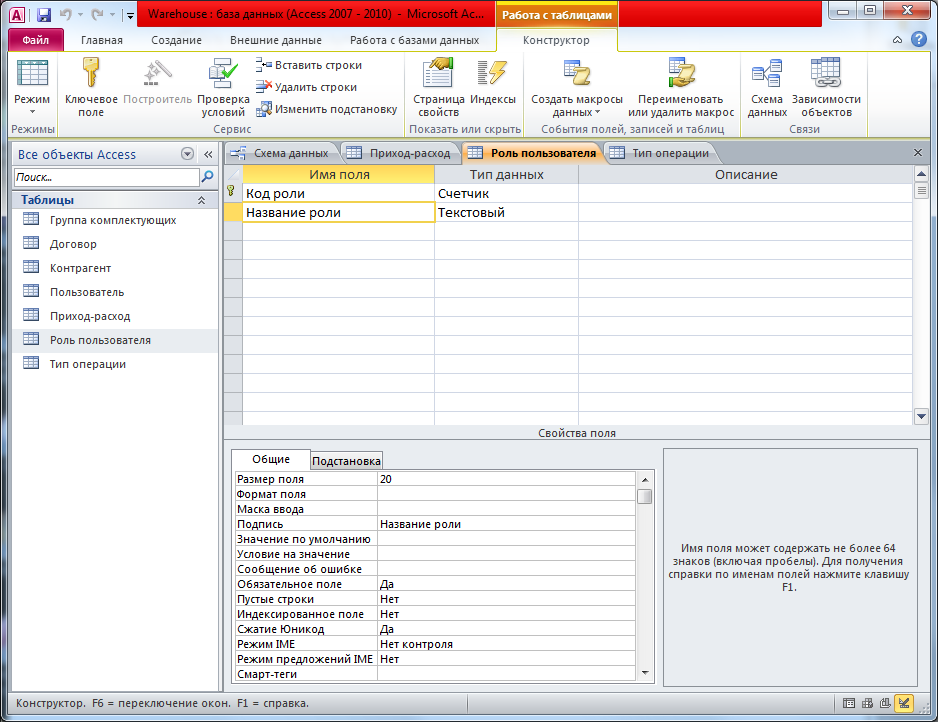 Warehouse : база данных (Access 2007 - 2010) - Microsoft Ac...
Работа с таблицами
Файл
Главная
Создание
Внешние данные
Работа с базами данных
Конструктор
Режим
Ключевое поле
Построитель
Проверка условий
Вставить строки
Удалить строки
Изменить подстановку
Страница свойств
Индексы
Создать макросы данных
Переименовать или удалить макрос
Схема данных
Зависимости объектов
Режимы
Сервис
Показать или скрыть
События полей, записей и таблиц
Связи
Все объекты Access
Поиск...
Таблицы
Группа комплектующих
Договор
Контрагент
Пользователь
Приход-расход
Роль пользователя
Тип операции
Схема данных
Приход-расход
Роль пользователя
Тип операции
Имя поля Тип данных Описание
Код роли Счетчик
Название роли Текстовый
Свойства поля
Общие
Подстановка
Размер поля 20
Формат поля
Маска ввода
Подпись Название роли
Значение по умолчанию
Условие на значение
Сообщение об ошибке
Обязательное поле Да
Пустые строки Нет
Индексированное поле Нет
Сжатие Юникод Да
Режим IME Нет контроля
Режим предложений IME Нет
Смарт-теги
Имя поля может содержать не более 64
знаков (включая пробелы). Для получения
справки по именам полей нажмите клавишу
F1.
Конструктор. F6 = переключение окон. F1 = справка.